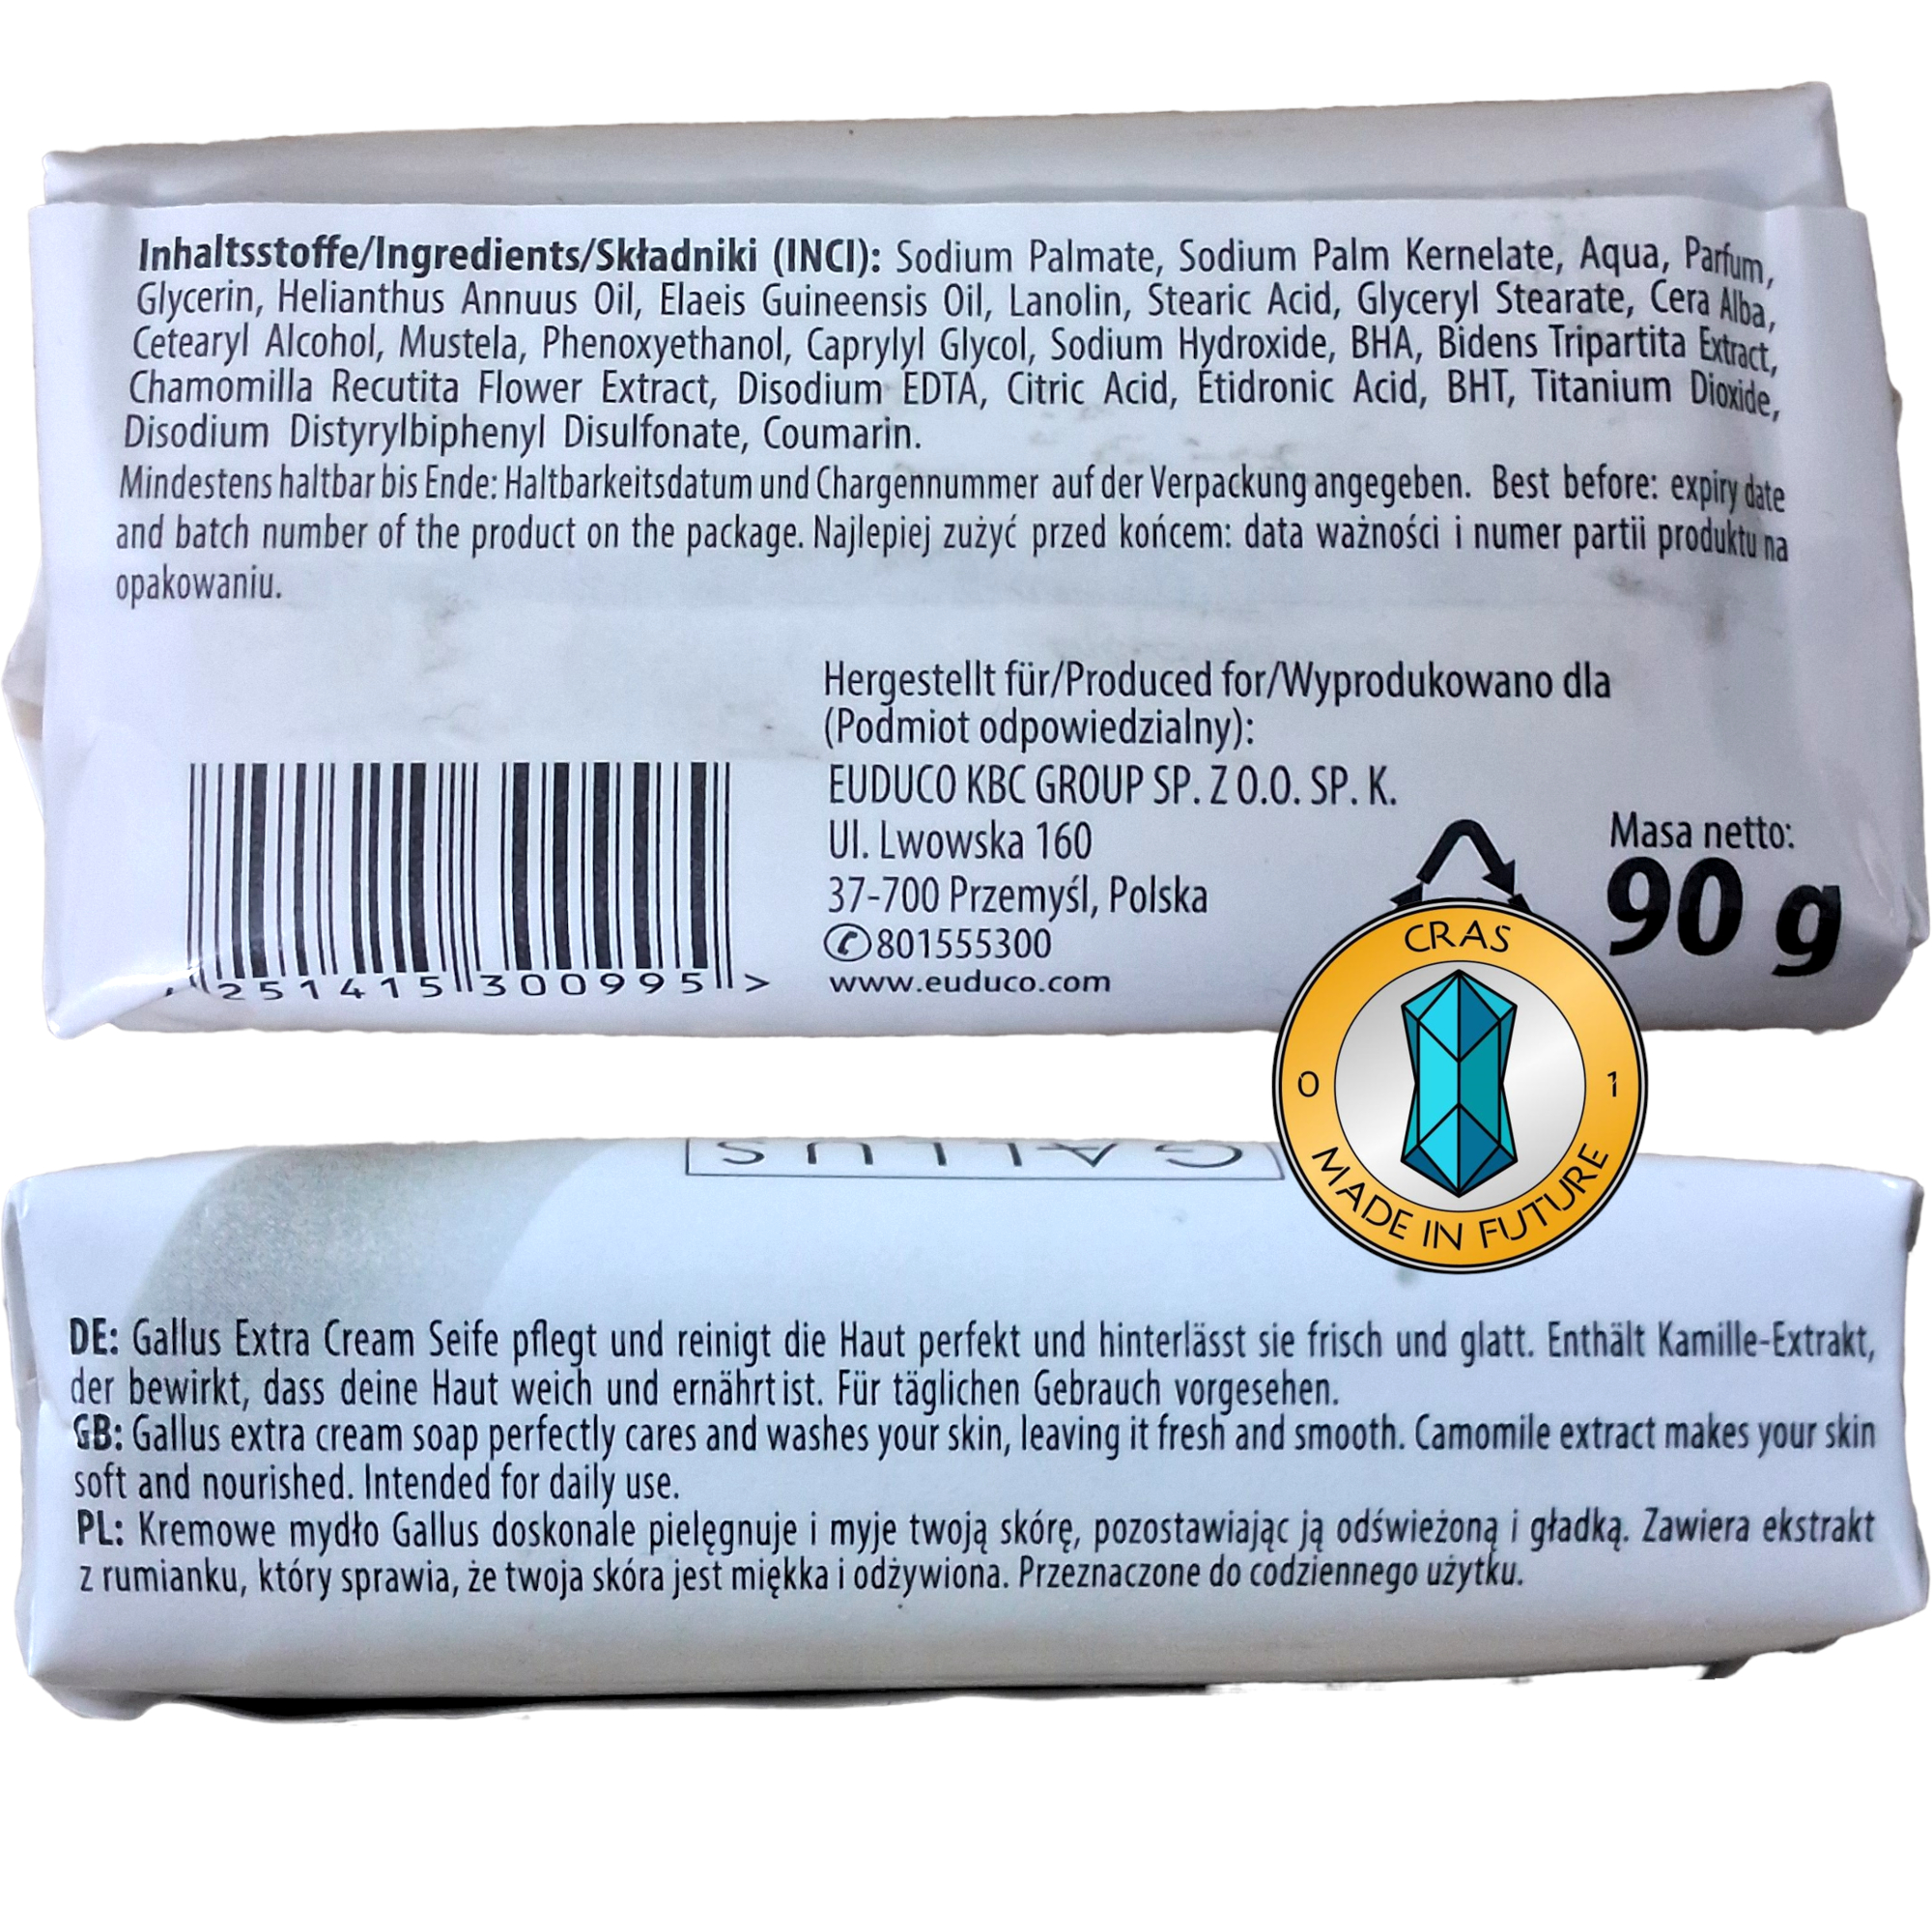 Inhaltsstoffe/Ingredients/Składniki (INCI): Sodium Palmate, Sodium Palm Kernelate, Aqua, Parfum,
Glycerin, Helianthus Annuus Oil, Elaeis Guineensis Oil, Lanolin, Stearic Acid, Glyceryl Stearate, Cera Alba,
Cetearyl Alcohol, Mustela, Phenoxyethanol, Caprylyl Glycol, Sodium Hydroxide, BHA, Bidens Tripartita Extract,
Chamomilla Recutita Flower Extract, Disodium EDTA, Citric Acid, Etidronic Acid, BHT, Titanium Dioxide,
Disodium Distyrylbiphenyl Disulfonate, Coumarin.
Mindestens haltbar bis Ende: Haltbarkeitsdatum und Chargennummer auf der Verpackung angegeben. Best before: expiry date
and batch number of the product on the package. Najlepiej zużyć przed końcem: data ważności i numer partii produktu na
opakowaniu.
Hergestellt für/Produced for/Wyprodukowano dla
(Podmiot odpowiedzialny):
EUDUCO KBC GROUP SP. Z O.O. SP. K.
Ul. Lwowska 160
37-700 Przemyśl, Polska
801555300
www.euduco.com
Masa netto:
90 g
251415 300995 >
CRAS
0 1
MADE IN FUTURE
GALLUS
DE: Gallus Extra Cream Seife pflegt und reinigt die Haut perfekt und hinterlässt sie frisch und glatt. Enthält Kamille-Extrakt,
der bewirkt, dass deine Haut weich und ernährt ist. Für täglichen Gebrauch vorgesehen.
GB: Gallus extra cream soap perfectly cares and washes your skin, leaving it fresh and smooth. Camomile extract makes your skin
soft and nourished. Intended for daily use.
PL: Kremowe mydło Gallus doskonale pielęgnuje i myje twoją skórę, pozostawiając ją odświeżoną i gładką. Zawiera ekstrakt
z rumianku, który sprawia, że twoja skóra jest miękka i odżywiona. Przeznaczone do codziennego użytku.